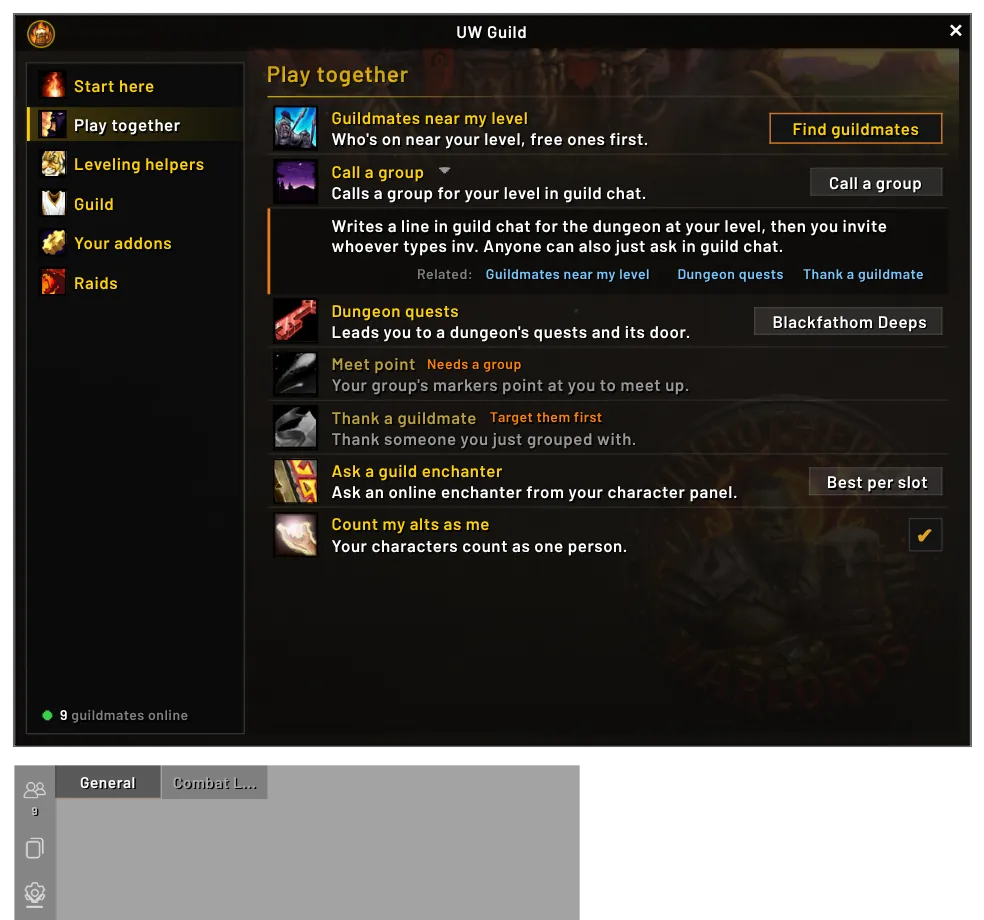 UW Guild
Start here
Play together
Leveling helpers
Guild
Your addons
Raids
9 guildmates online
Play together
Guildmates near my level
Who's on near your level, free ones first.
Find guildmates
Call a group
Calls a group for your level in guild chat.
Call a group
Writes a line in guild chat for the dungeon at your level, then you invite
whoever types inv. Anyone can also just ask in guild chat.
Related: Guildmates near my level Dungeon quests Thank a guildmate
Dungeon quests
Leads you to a dungeon's quests and its door.
Blackfathom Deeps
Meet point Needs a group
Your group's markers point at you to meet up.
Thank a guildmate Target them first
Thank someone you just grouped with.
Ask a guild enchanter
Ask an online enchanter from your character panel.
Best per slot
Count my alts as me
Your characters count as one person.
WARLORDS
General Combat L...
9